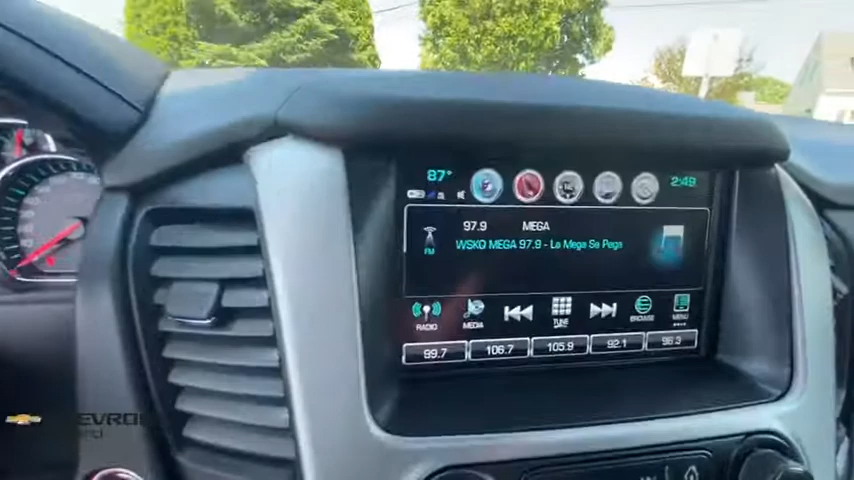 87°
2:49
97.9 MEGA
WSKQ MEGA 97.9 - La Mega Se Pega
FM
RADIO MEDIA TUNE BROWSE MENU
99.7 106.7 105.9 92.1 96.3
CHEVROLET